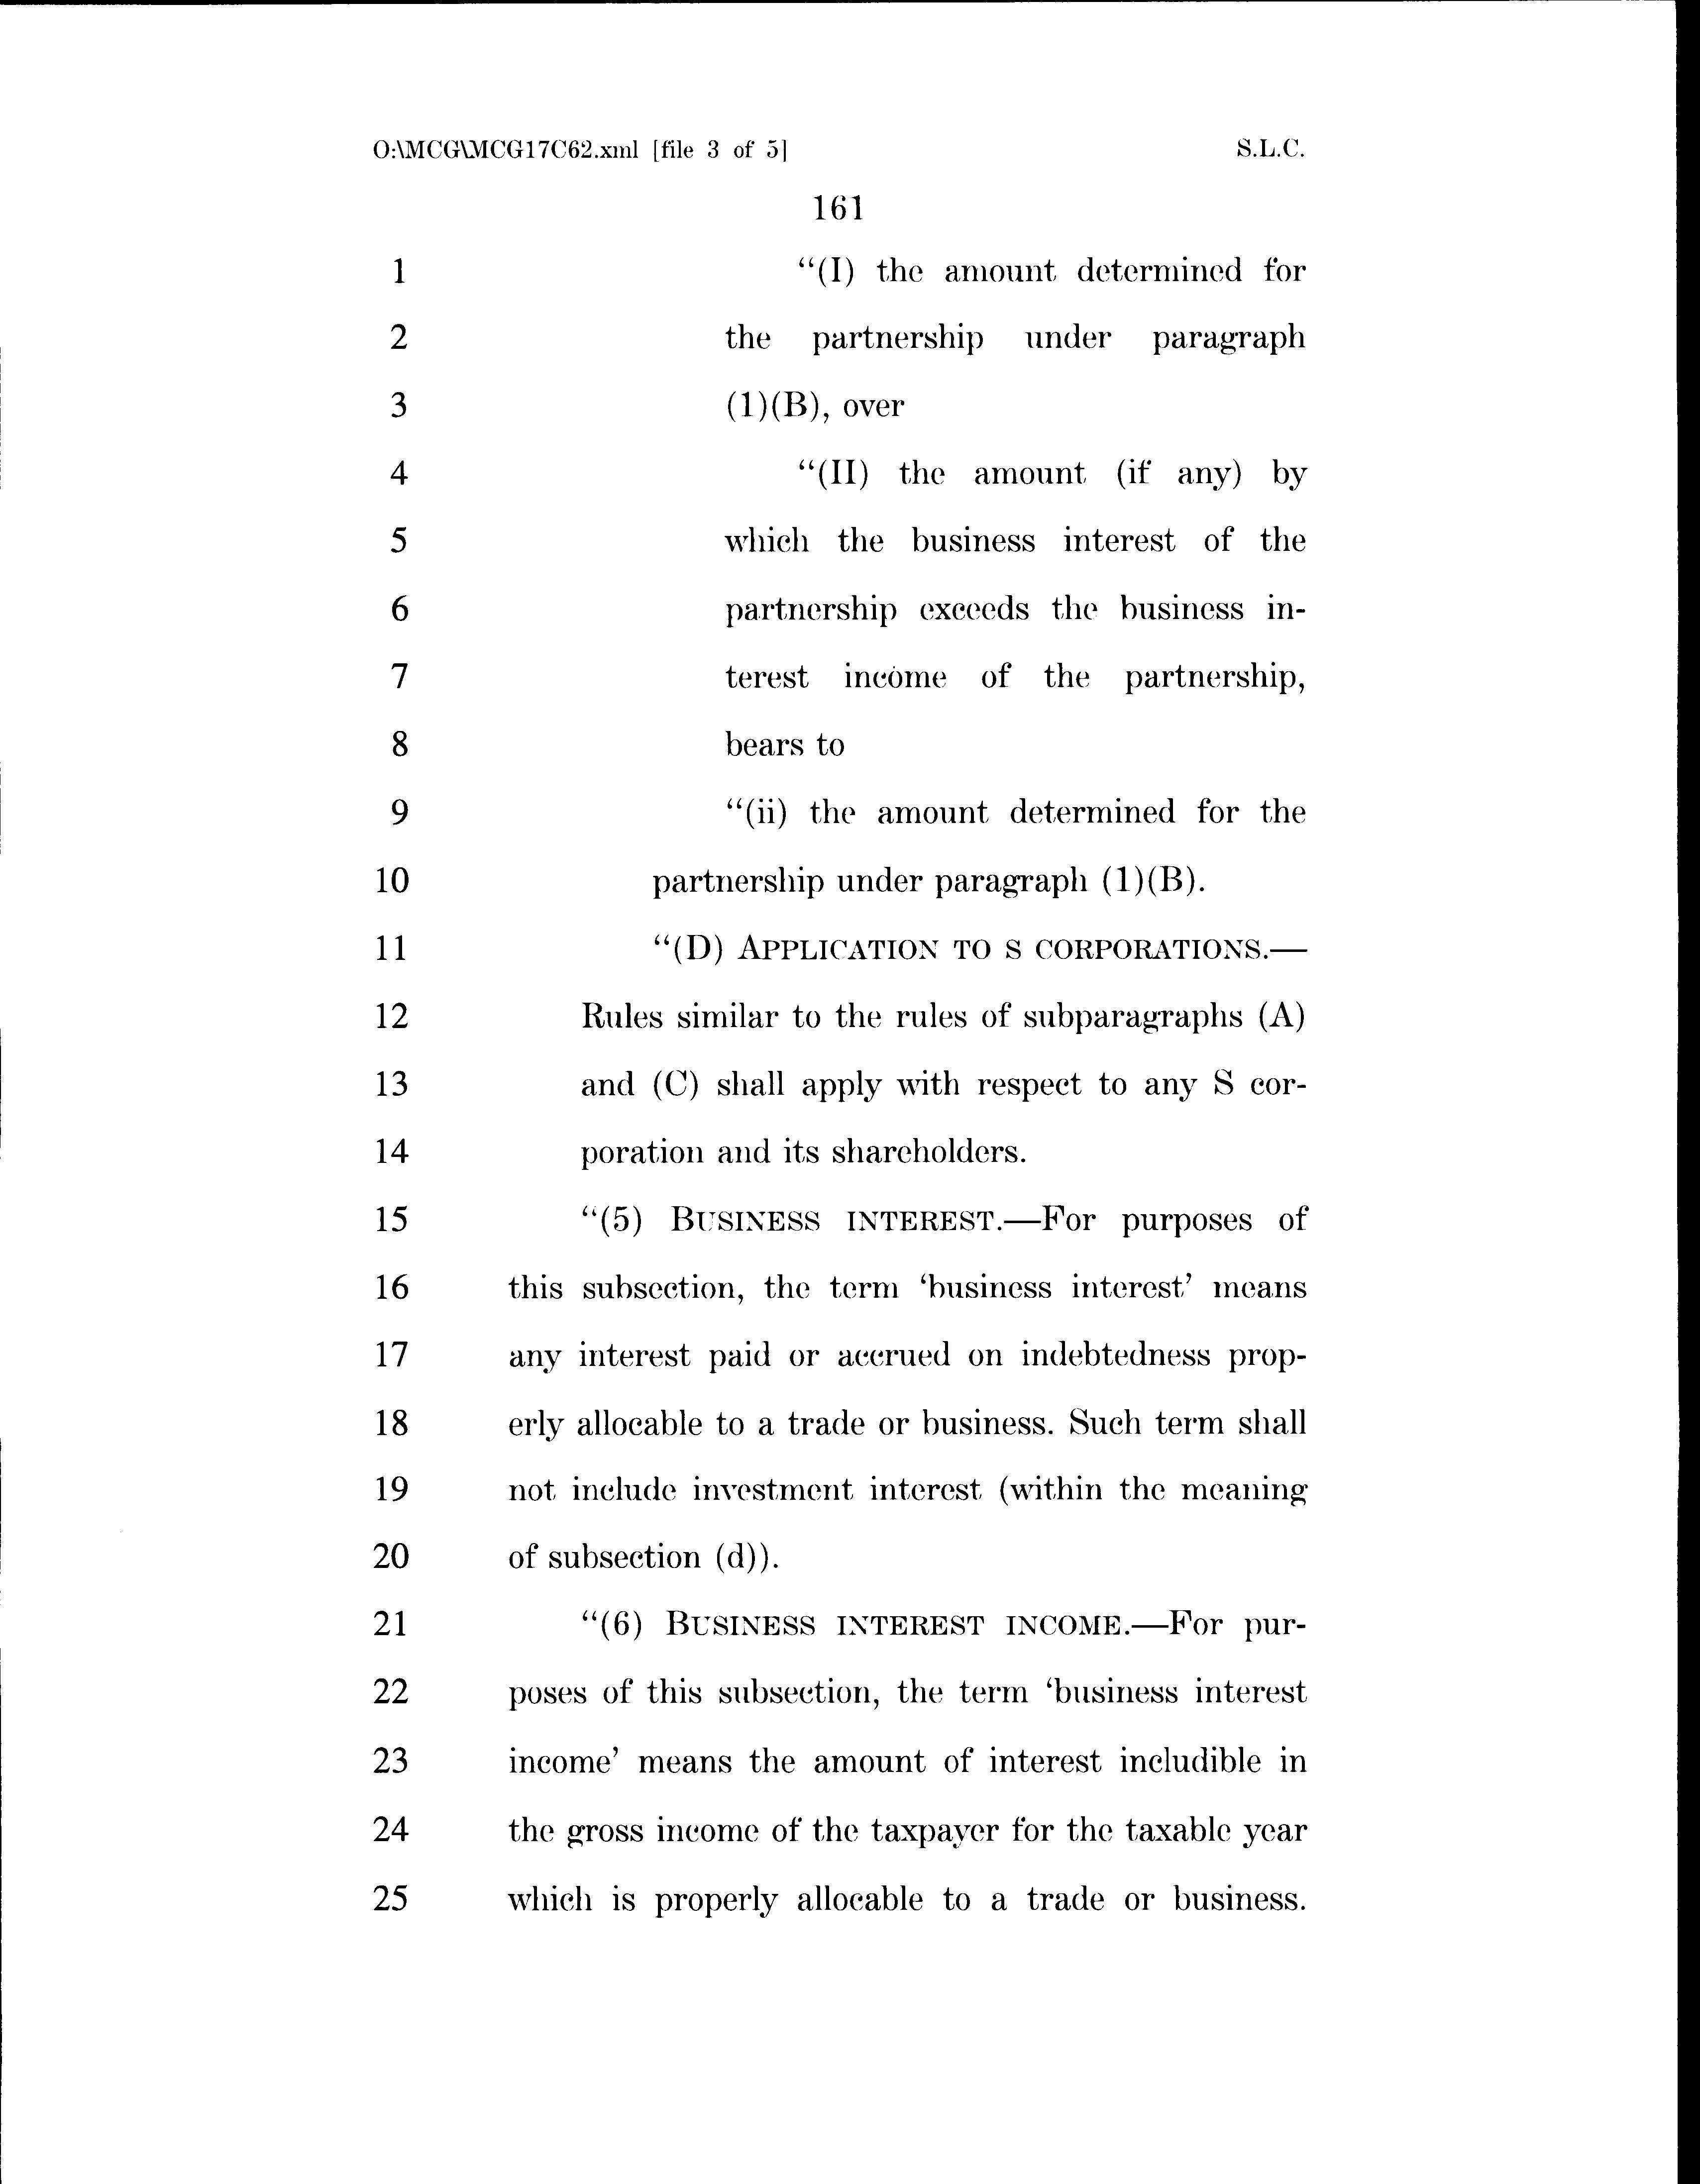 O:\MCG\MCG17C62.xml [file 3 of 5] S.L.C.
161
1 “(I) the amount determined for
2 the partnership under paragraph
3 (1)(B), over
4 “(II) the amount (if any) by
5 which the business interest of the
6 partnership exceeds the business in-
7 terest income of the partnership,
8 bears to
9 “(ii) the amount determined for the
10 partnership under paragraph (1)(B).
11 “(D) APPLICATION TO S CORPORATIONS.—
12 Rules similar to the rules of subparagraphs (A)
13 and (C) shall apply with respect to any S cor-
14 poration and its shareholders.
15 “(5) BUSINESS INTEREST.—For purposes of
16 this subsection, the term ‘business interest’ means
17 any interest paid or accrued on indebtedness prop-
18 erly allocable to a trade or business. Such term shall
19 not include investment interest (within the meaning
20 of subsection (d)).
21 “(6) BUSINESS INTEREST INCOME.—For pur-
22 poses of this subsection, the term ‘business interest
23 income’ means the amount of interest includible in
24 the gross income of the taxpayer for the taxable year
25 which is properly allocable to a trade or business.